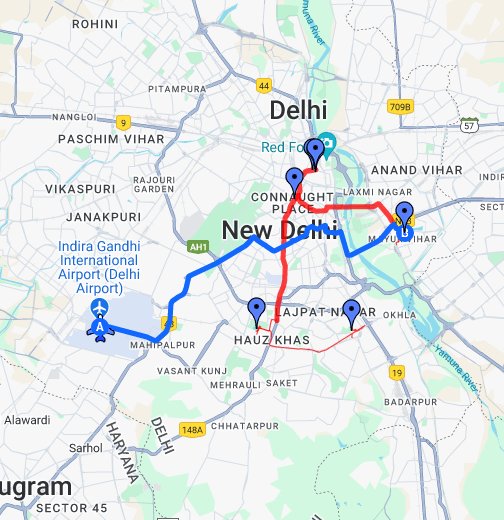 ROHINI
PITAMPURA
44
Delhi
709B
NANGLOI
9
57
PASCHIM VIHAR
Red Fo
ANAND VIHAR
RAJOURI
GARDEN
VIKASPURI
CONNAUGHT
PLACE
LAXMI NAGAR
INDIR
JANAKPURI
New Delhi
MAYUR VIHAR
AH1
Indira Gandhi
International
Airport (Delhi
Airport)
A
48
MAHIPALPUR
LAJPAT NAGAR
OKHLA
HAUZ KHAS
VASANT KUNJ
MEHRAULI
SAKET
19
Yamuna River
Yamuna River
BADARPUR
Alawardi
DELHI
HARYANA
148A
CHHATARPUR
Sarhol
ugram
SECTOR 45